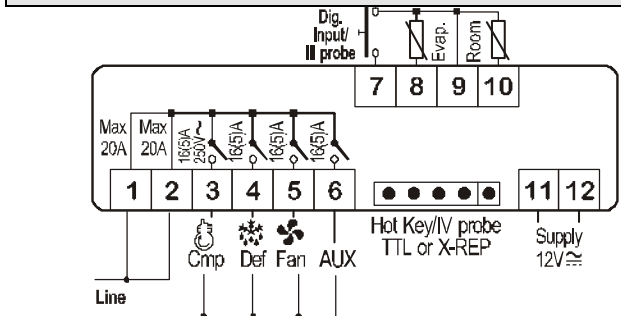 Dig.
Input/
III probe
Evap.
Room
7 8 9 10
Max
20A
Max
20A
16(5)A
250V~
16(5)A
16(5)A
16(5)A
1 2 3 4 5 6
11 12
Cmp Def Fan AUX
Hot Key/IV probe
TTL or X-REP
Supply
12V≅
Line